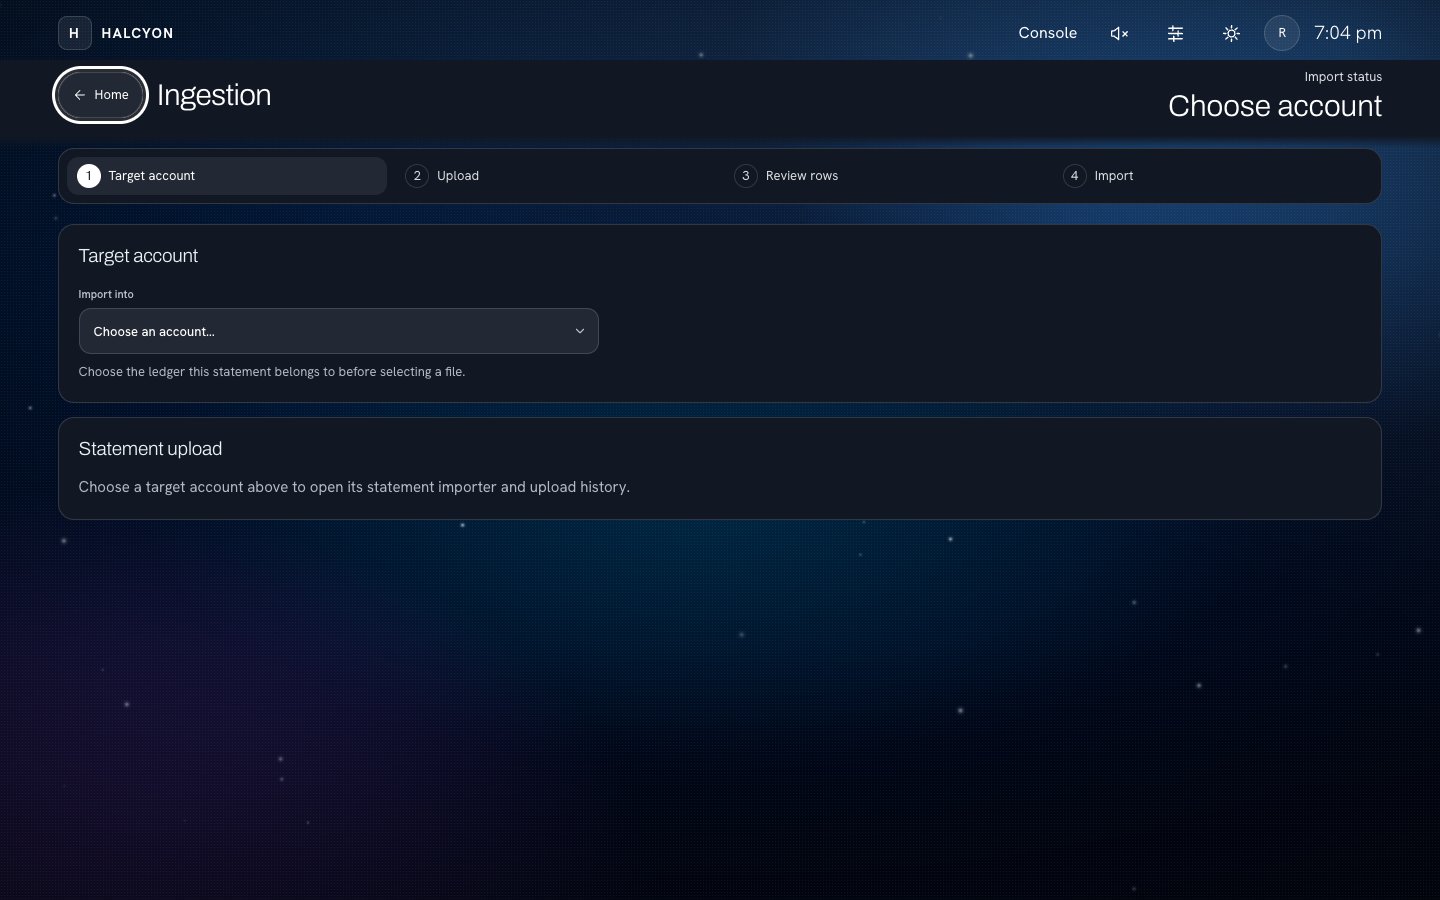 H HALCYON
Console
R
7:04 pm
Home
Ingestion
Import status
Choose account
1 Target account
2 Upload
3 Review rows
4 Import
Target account
Import into
Choose an account...
Choose the ledger this statement belongs to before selecting a file.
Statement upload
Choose a target account above to open its statement importer and upload history.